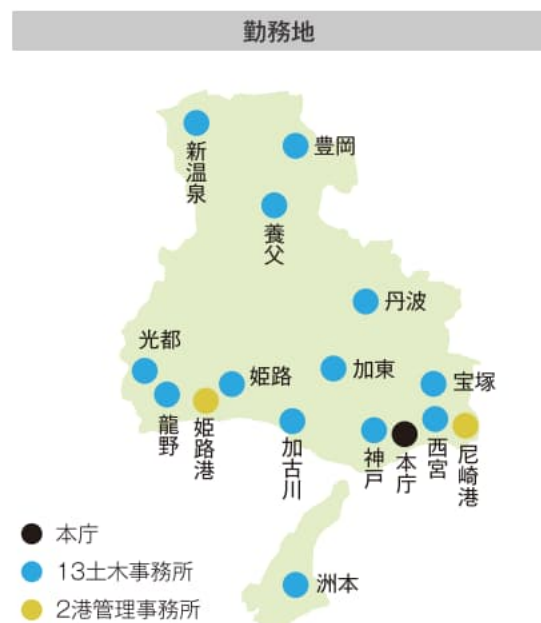 勤務地
新温泉
豊岡
養父
丹波
光都
姫路
加東
宝塚
龍野
姫路港
加古川
神戸
本庁
西宮
尼崎港
洲本
本庁
13土木事務所
2港管理事務所